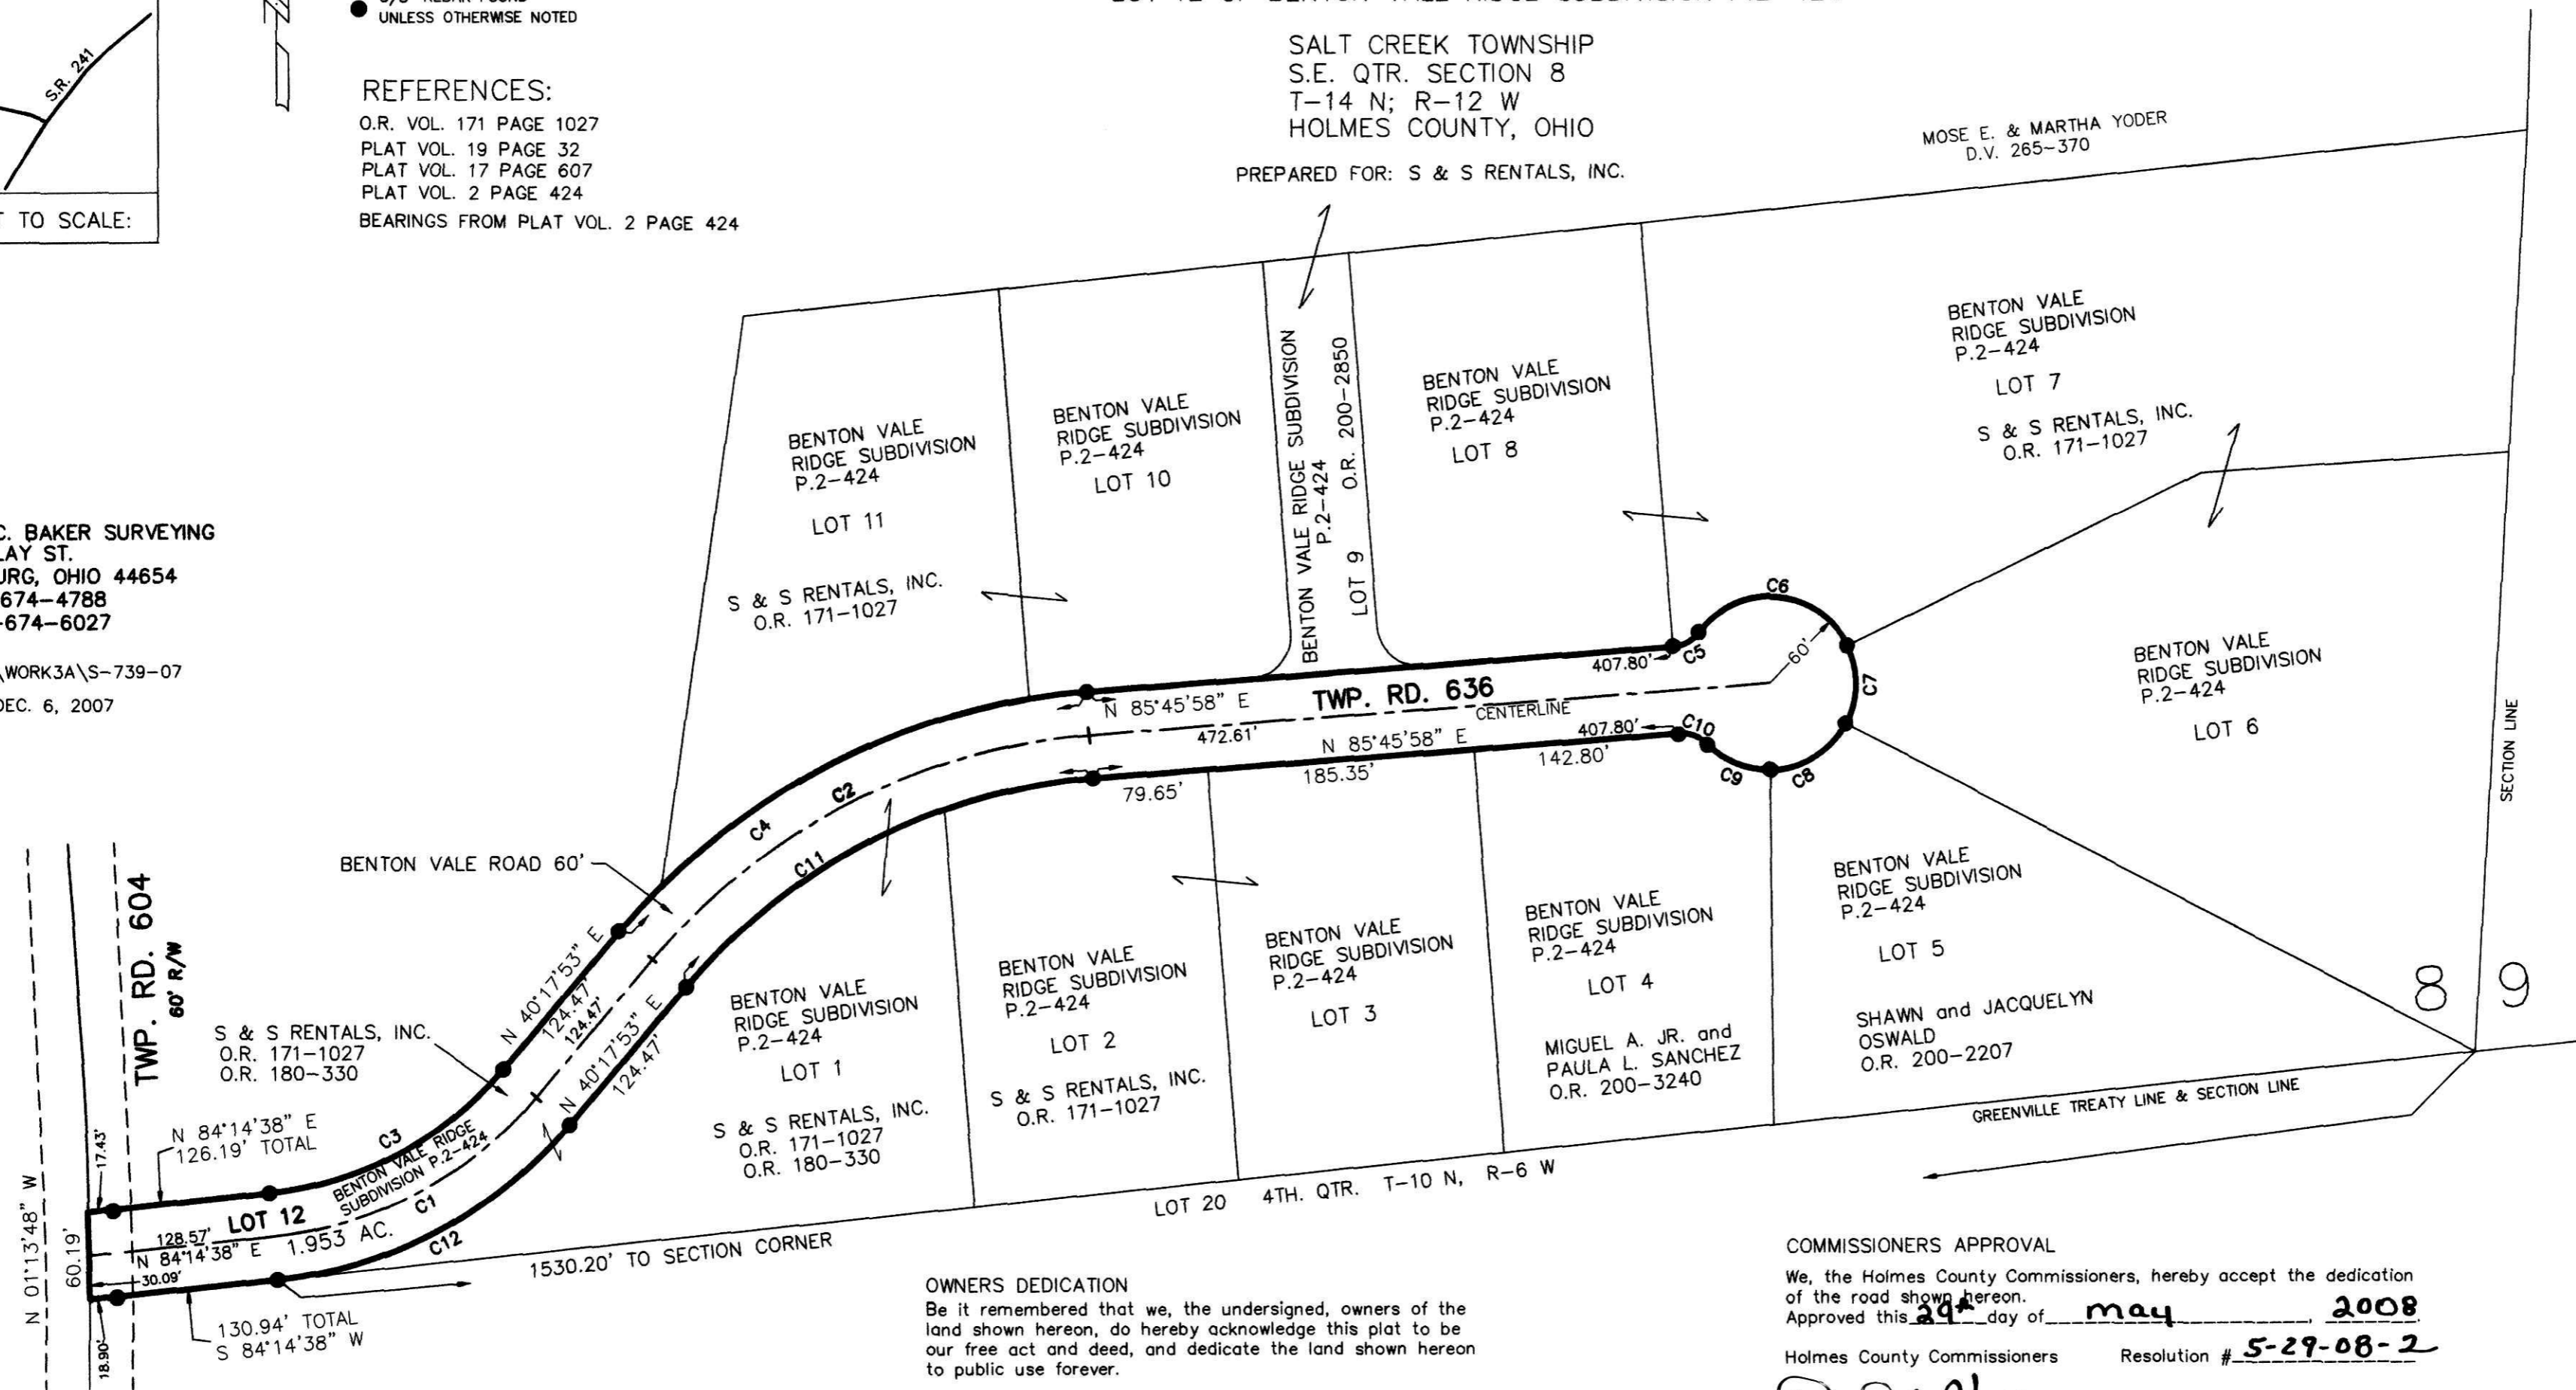 UNLESS OTHERWISE NOTED
S.R. 241
TO SCALE:
REFERENCES:
O.R. VOL. 171 PAGE 1027
PLAT VOL. 19 PAGE 32
PLAT VOL. 17 PAGE 607
PLAT VOL. 2 PAGE 424
BEARINGS FROM PLAT VOL. 2 PAGE 424
SALT CREEK TOWNSHIP
S.E. QTR. SECTION 8
T-14 N; R-12 W
HOLMES COUNTY, OHIO
PREPARED FOR: S & S RENTALS, INC.
MOSE E. & MARTHA YODER
D.V. 265-370
C. BAKER SURVEYING
LAY ST.
URG, OHIO 44654
674-4788
-674-6027
\WORK3A\S-739-07
DEC. 6, 2007
BENTON VALE
RIDGE SUBDIVISION
P.2-424
LOT 11
S & S RENTALS, INC.
O.R. 171-1027
BENTON VALE
RIDGE SUBDIVISION
P.2-424
LOT 10
BENTON VALE RIDGE SUBDIVISION
P.2-424
LOT 9 O.R. 200-2850
BENTON VALE
RIDGE SUBDIVISION
P.2-424
LOT 8
BENTON VALE
RIDGE SUBDIVISION
P.2-424
LOT 7
S & S RENTALS, INC.
O.R. 171-1027
BENTON VALE
RIDGE SUBDIVISION
P.2-424
LOT 6
SECTION LINE
C6
C5
60'
C7
407.80'
TWP. RD. 636
N 85°45'58" E
CENTERLINE
472.61'
N 85°45'58" E
407.80'
C10
C9
C8
79.65'
185.35'
142.80'
C2
C4
C11
BENTON VALE ROAD 60'
TWP. RD. 604
60' R/W
N 40°17'53" E
124.47'
124.47'
N 40°17'53" E
124.47'
S & S RENTALS, INC.
O.R. 171-1027
O.R. 180-330
N 84°14'38" E
126.19' TOTAL
C3
BENTON VALE RIDGE
SUBDIVISION P.2-424
C1
C12
17.43'
N 01°13'48" W
60.19'
LOT 12
128.57'
N 84°14'38" E
1.953 AC.
30.09'
18.90'
130.94' TOTAL
S 84°14'38" W
BENTON VALE
RIDGE SUBDIVISION
P.2-424
LOT 1
S & S RENTALS, INC.
O.R. 171-1027
O.R. 180-330
BENTON VALE
RIDGE SUBDIVISION
P.2-424
LOT 2
S & S RENTALS, INC.
O.R. 171-1027
BENTON VALE
RIDGE SUBDIVISION
P.2-424
LOT 3
BENTON VALE
RIDGE SUBDIVISION
P.2-424
LOT 4
MIGUEL A. JR. and
PAULA L. SANCHEZ
O.R. 200-3240
BENTON VALE
RIDGE SUBDIVISION
P.2-424
LOT 5
SHAWN and JACQUELYN
OSWALD
O.R. 200-2207
8 9
GREENVILLE TREATY LINE & SECTION LINE
LOT 20 4TH. QTR. T-10 N, R-6 W
1530.20' TO SECTION CORNER
OWNERS DEDICATION
Be it remembered that we, the undersigned, owners of the
land shown hereon, do hereby acknowledge this plat to be
our free act and deed, and dedicate the land shown hereon
to public use forever.
COMMISSIONERS APPROVAL
We, the Holmes County Commissioners, hereby accept the dedication
of the road shown hereon.
Approved this 29th day of may, 2008.
Holmes County Commissioners Resolution # 5-29-08-2